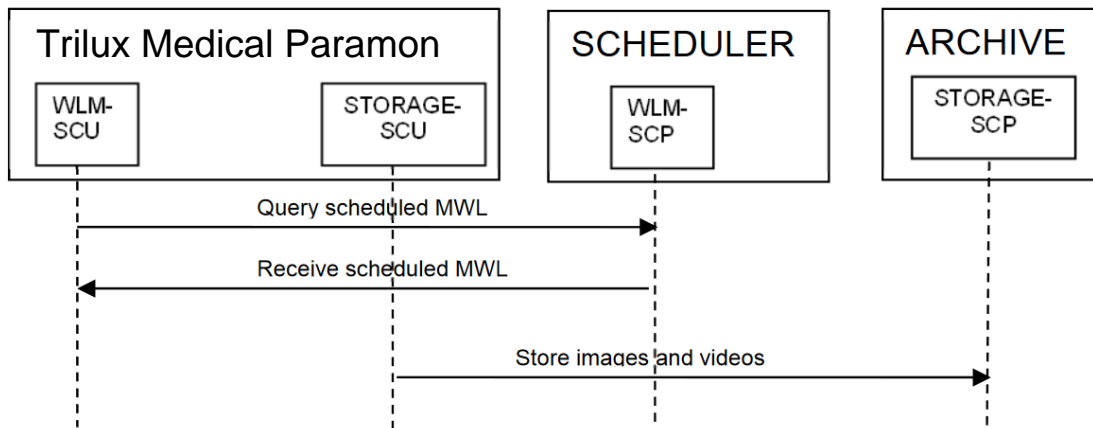 Trilux Medical Paramon
SCHEDULER
ARCHIVE
WLM-
SCU
STORAGE-
SCU
WLM-
SCP
STORAGE-
SCP
Query scheduled MWL
Receive scheduled MWL
Store images and videos